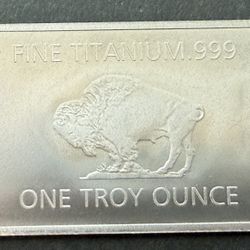 FINE TITANIUM .999
ONE TROY OUNCE